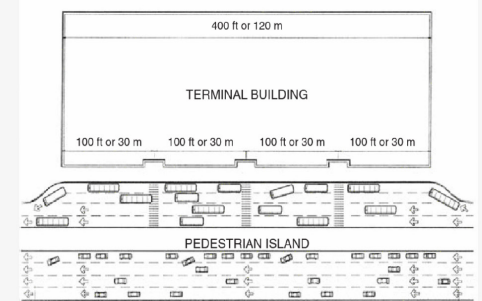 400 ft or 120 m
TERMINAL BUILDING
100 ft or 30 m 100 ft or 30 m 100 ft or 30 m 100 ft or 30 m
PEDESTRIAN ISLAND